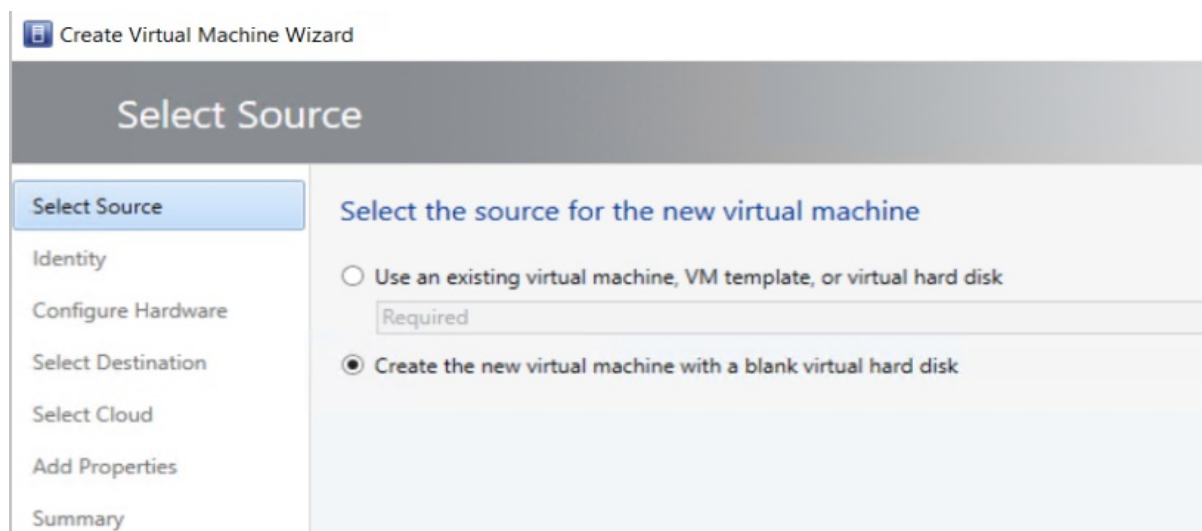 Create Virtual Machine Wizard
Select Source
Select Source
Identity
Configure Hardware
Select Destination
Select Cloud
Add Properties
Summary
Select the source for the new virtual machine
Use an existing virtual machine, VM template, or virtual hard disk
Required
Create the new virtual machine with a blank virtual hard disk